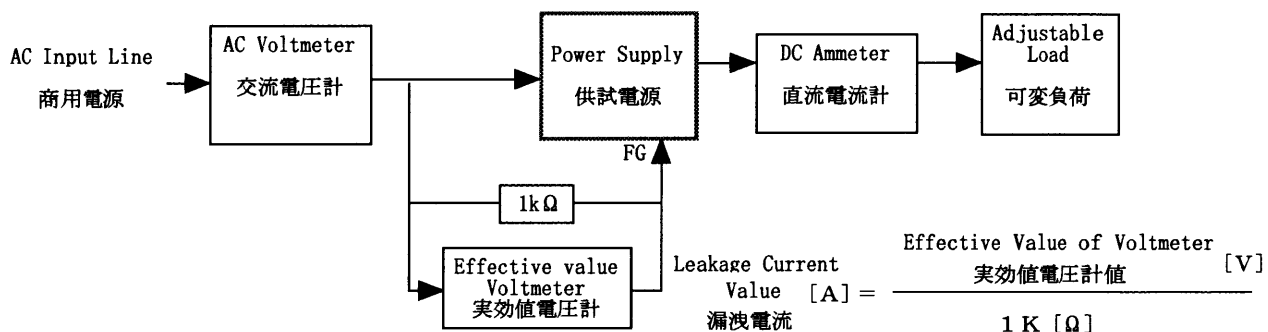 AC Input Line
商用電源
AC Voltmeter
交流電圧計
Power Supply
供試電源
DC Ammeter
直流電流計
Adjustable
Load
可変負荷
FG
1kΩ
Effective value
Voltmeter
実効値電圧計
Leakage Current
Value [A] =
漏洩電流
Effective Value of Voltmeter [V]
実効値電圧計値
1 K [Ω]